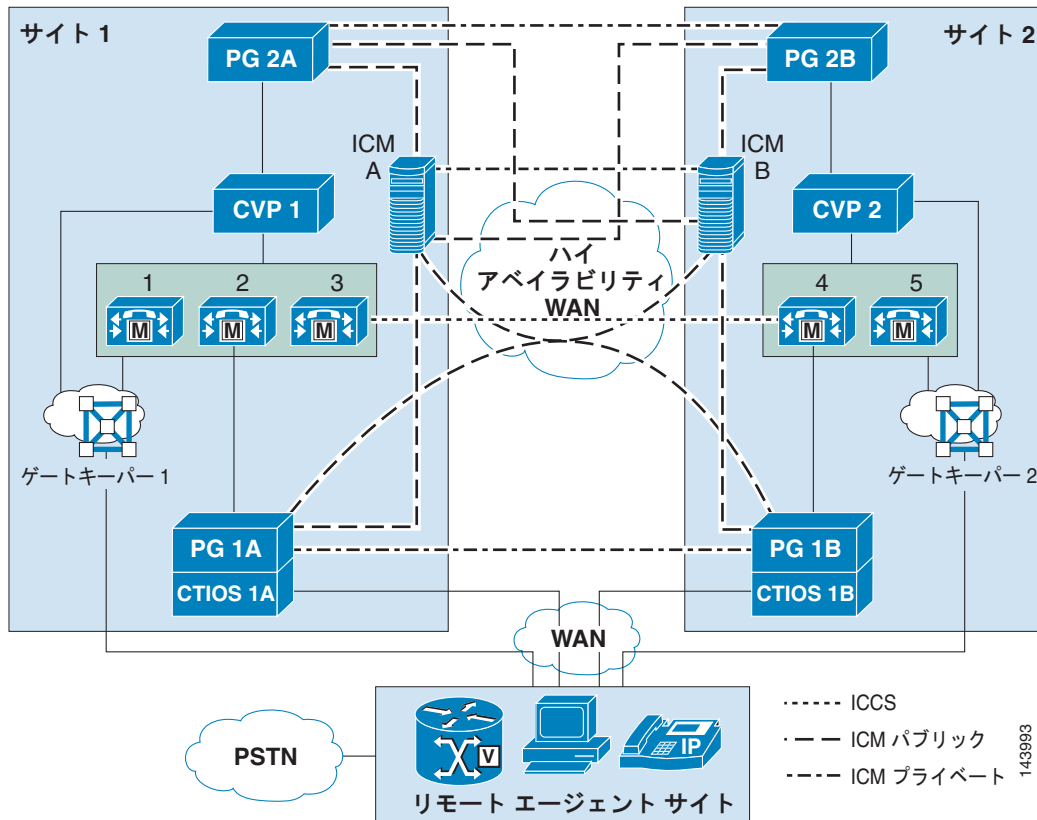 サイト 1
サイト 2
PG 2A
PG 2B
ICM
A
ICM
B
CVP 1
CVP 2
ハイ
アベイラビリティ
WAN
1
2
3
4
5
M
M
M
M
M
ゲートキーパー 1
ゲートキーパー 2
PG 1A
CTIOS 1A
PG 1B
CTIOS 1B
WAN
PSTN
V
IP
リモート エージェント サイト
ICCS
ICM パブリック
ICM プライベート
143993